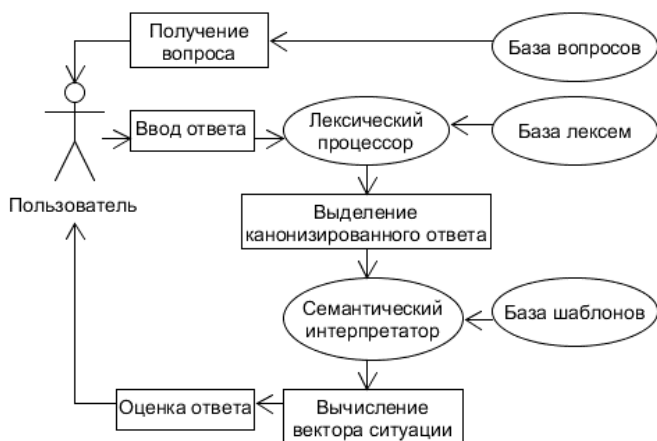 Получение
вопроса
База вопросов
Ввод ответа
Лексический
процессор
База лексем
Пользователь
Выделение
канонизированного ответа
Семантический
интерпретатор
База шаблонов
Оценка ответа
Вычисление
вектора ситуации